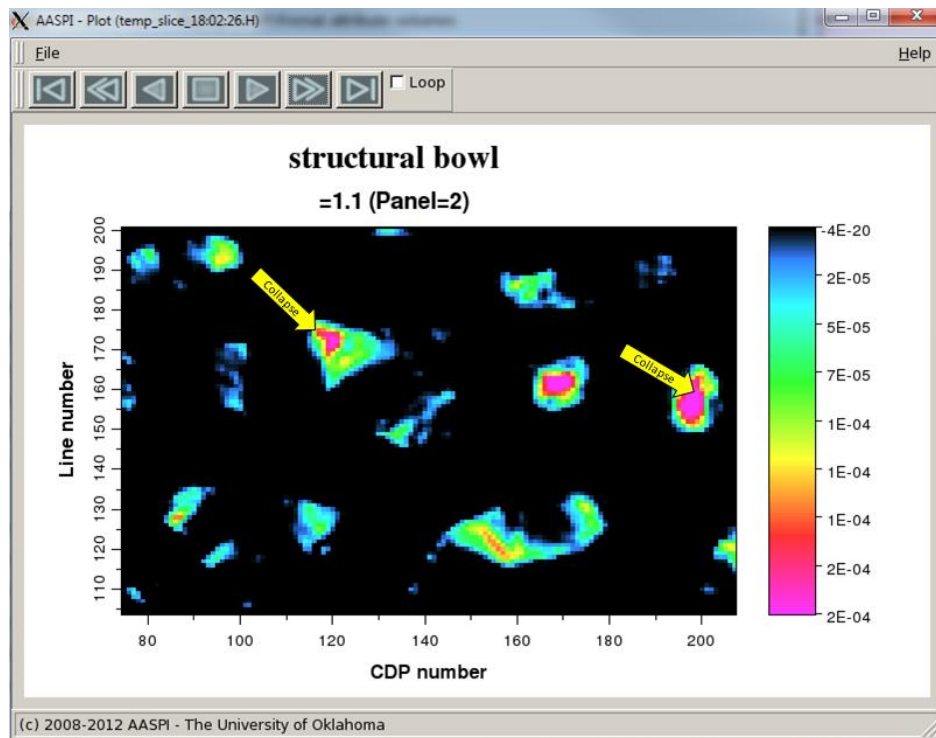 AASPI - Plot (temp_slice_18:02:26.H)
File
Help
Loop
structural bowl
=1.1 (Panel=2)
Line number
200
190
180
170
160
150
140
130
120
110
Collapse
Collapse
80
100
120
140
160
180
200
CDP number
-4E-20
2E-05
5E-05
7E-05
1E-04
1E-04
1E-04
2E-04
2E-04
(c) 2008-2012 AASPI - The University of Oklahoma